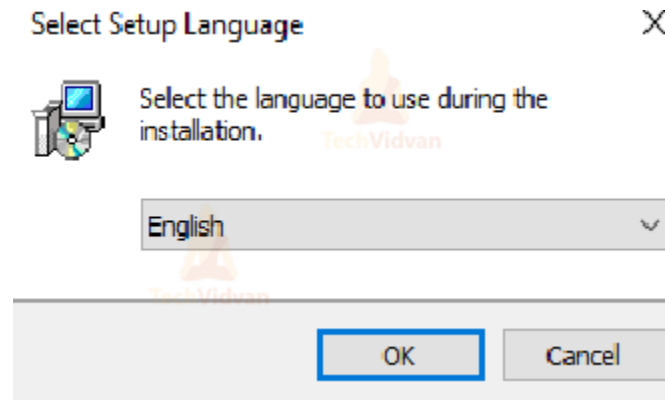 Select Setup Language
Select the language to use during the
installation.
TechVidvan
English
TechVidvan
OK
Cancel